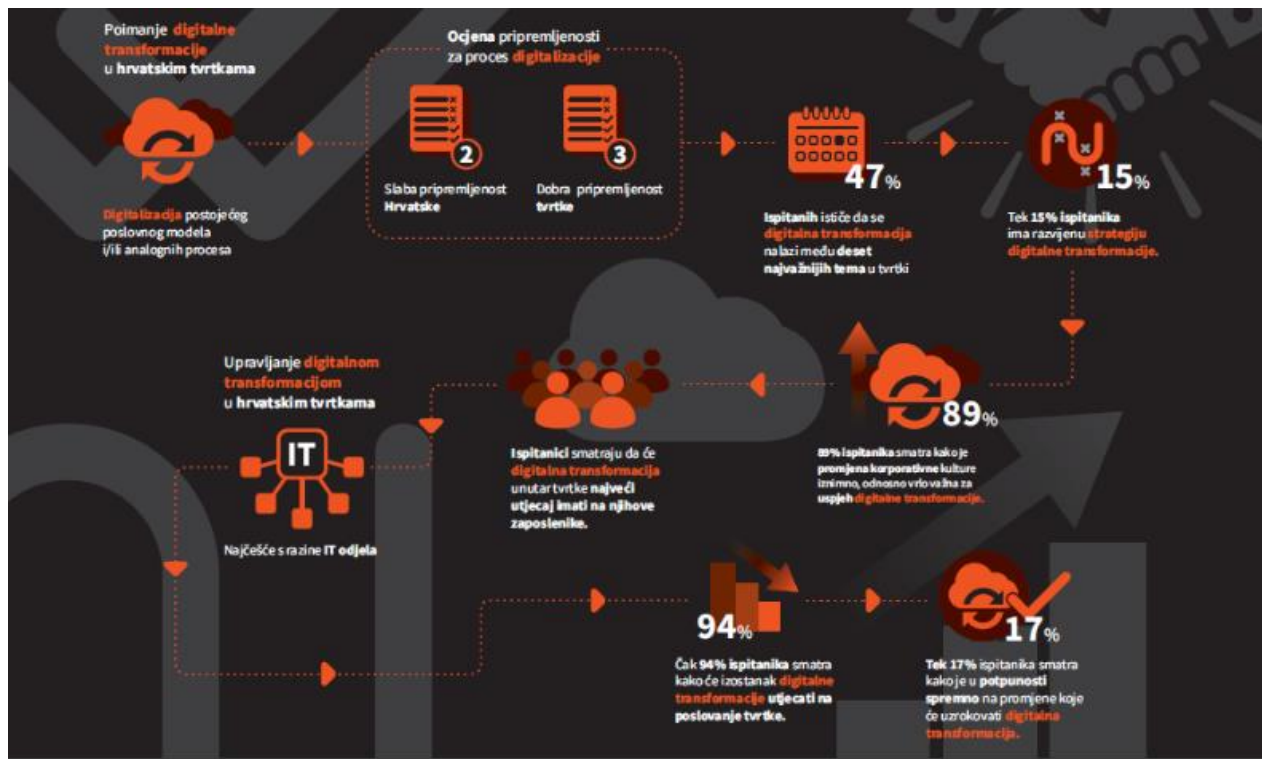 Poimanje digitalne
transformacije
u hrvatskim tvrtkama
Digitalizacija postojećeg
poslovnog modela
i/ili analognih procesa
Ocjena pripremljenosti
za proces digitalizacije
2
Slaba pripremljenost
Hrvatske
3
Dobra pripremljenost
tvrtke
47%
Ispitanih ističe da se
digitalna transformacija
nalazi među deset
najvažnijih tema u tvrtki
15%
Tek 15% ispitanika
ima razvijenu strategiju
digitalne transformacije.
89%
89% ispitanika smatra kako je
promjena korporativne kulture
iznimno, odnosno vrlo važna za
uspjeh digitalne transformacije.
Ispitanici smatraju da će
digitalna transformacija
unutar tvrtke najveći
utjecaj imati na njihove
zaposlenike.
Upravljanje digitalnom
transformacijom
u hrvatskim tvrtkama
IT
Najčešće s razine IT odjela
94%
Čak 94% ispitanika smatra
kako će izostanak digitalne
transformacije utjecati na
poslovanje tvrtke.
17%
Tek 17% ispitanika smatra
kako je u potpunosti
spremno na promjene koje
će uzrokovati digitalna
transformacija.